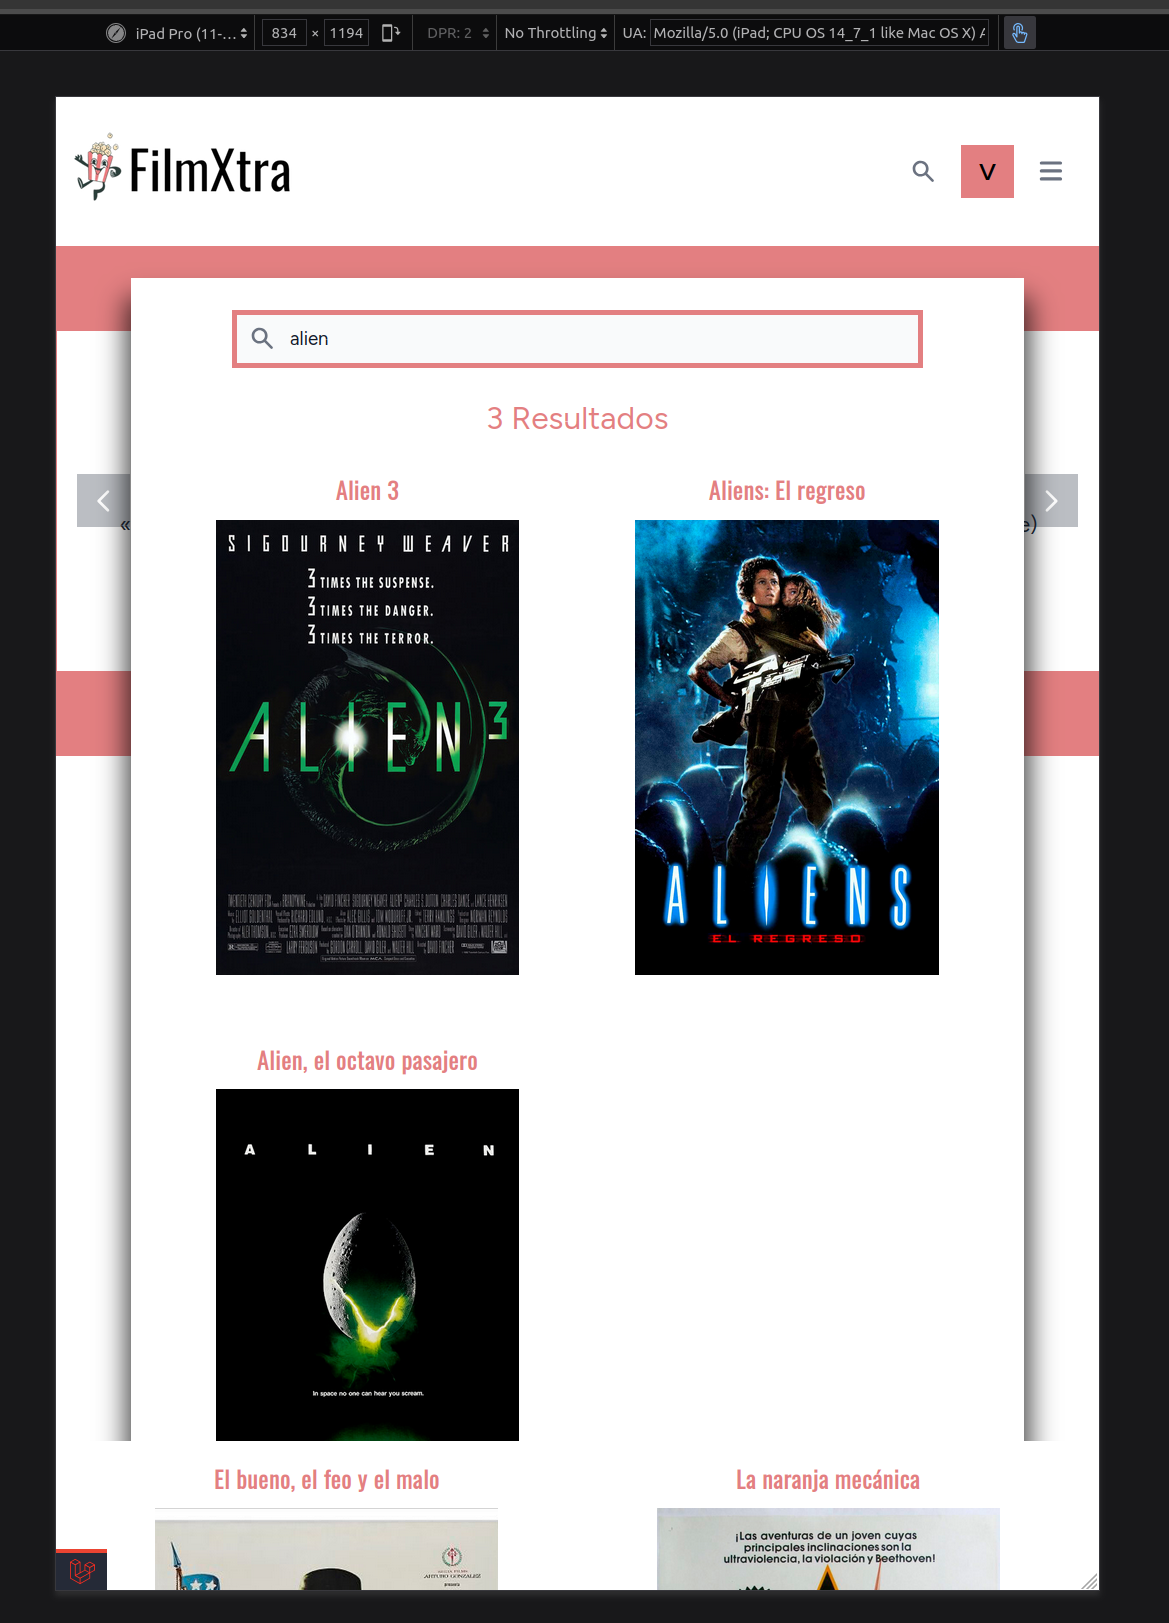 iPad Pro (11-...
834 × 1194
DPR: 2
No Throttling
UA: Mozilla/5.0 (iPad; CPU OS 14_7_1 like Mac OS X) A
FilmXtra
V
alien
3 Resultados
«
e)
Alien 3
Aliens: El regreso
SIGOURNEY WEAVER
3 TIMES THE SUSPENSE.
3 TIMES THE DANGER.
3 TIMES THE TERROR.
ALIEN 3
ALIENS
EL REGRESO
Alien, el octavo pasajero
ALIEN
In space no one can hear you scream.
El bueno, el feo y el malo
La naranja mecánica
ARTURO GONZALEZ
presenta
¡Las aventuras de un joven cuyas
principales inclinaciones son la
ultraviolencia, la violación y Beethoven!